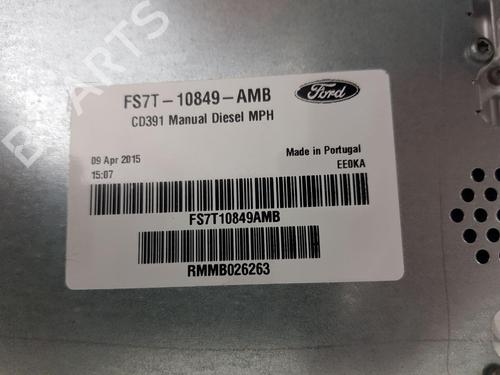 FS7T-10849-AMB
Ford
CD391 Manual Diesel MPH
09 Apr 2015
Made in Portugal
15:07
EE0KA
FS7T10849AMB
RMMB026263